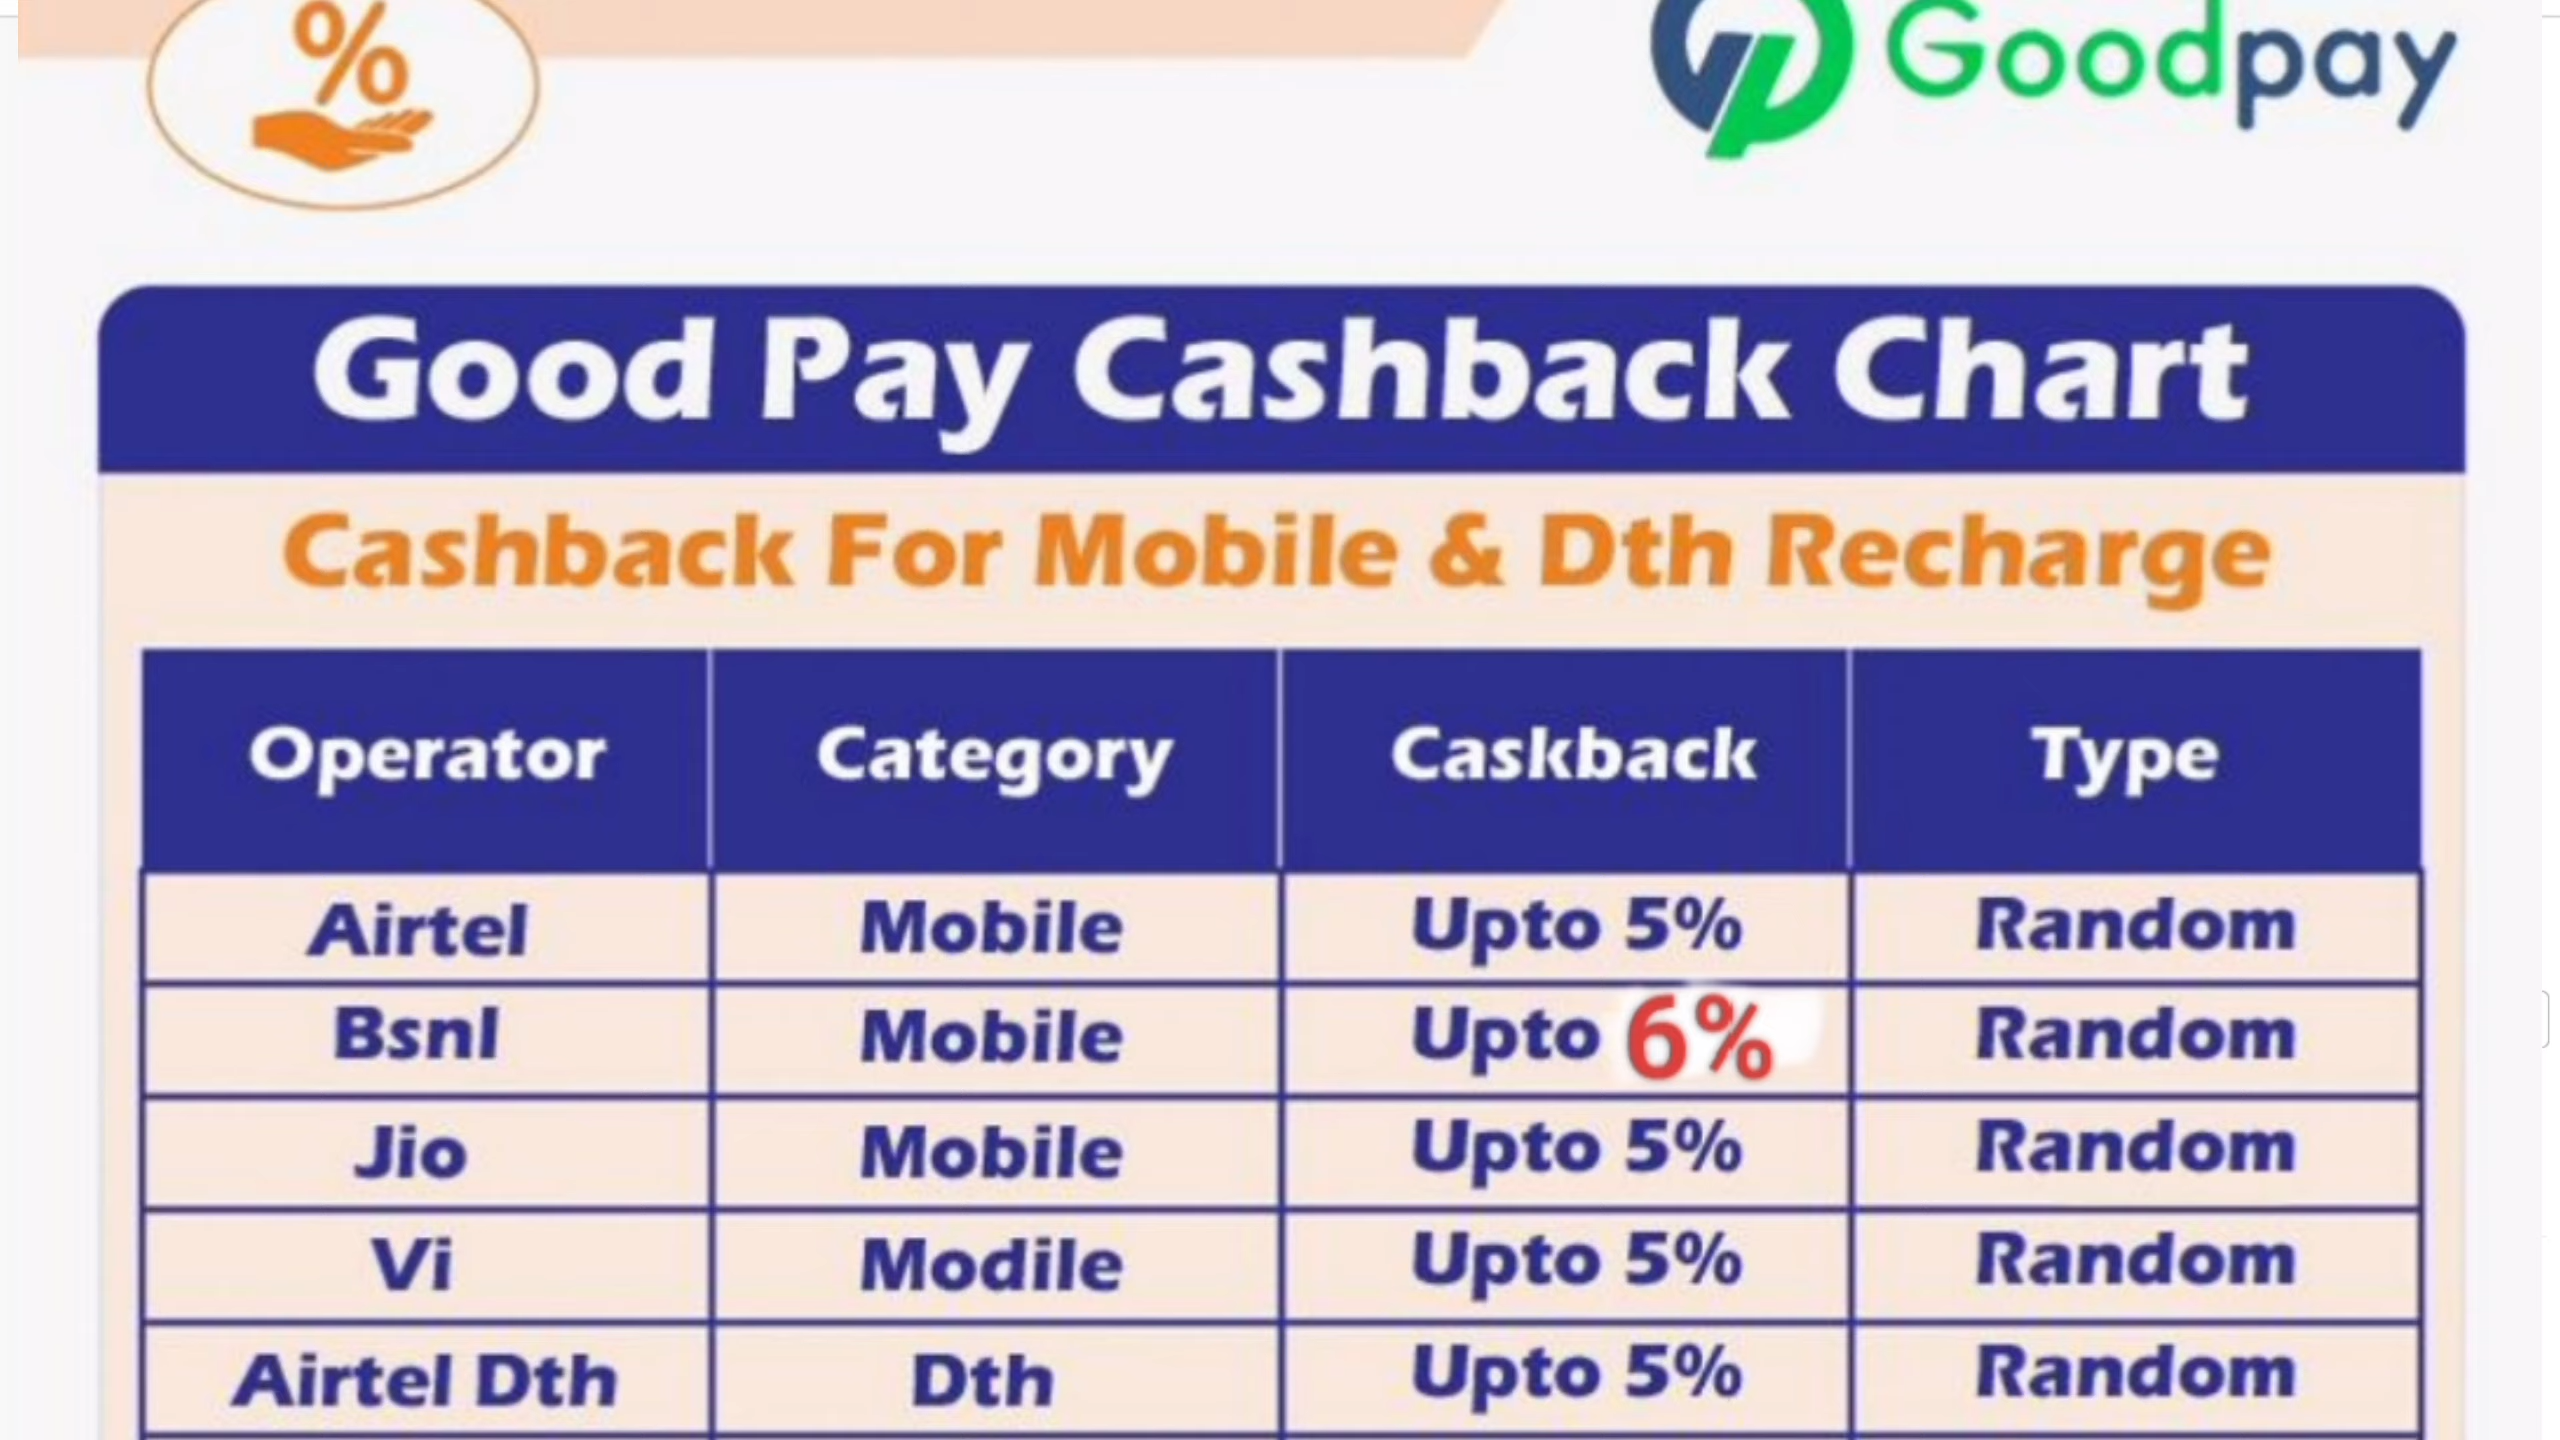 %
Goodpay
Good Pay Cashback Chart
Cashback For Mobile & Dth Recharge
Operator Category Caskback Type
Airtel Mobile Upto 5% Random
Bsnl Mobile Upto 6% Random
Jio Mobile Upto 5% Random
Vi Modile Upto 5% Random
Airtel Dth Dth Upto 5% Random